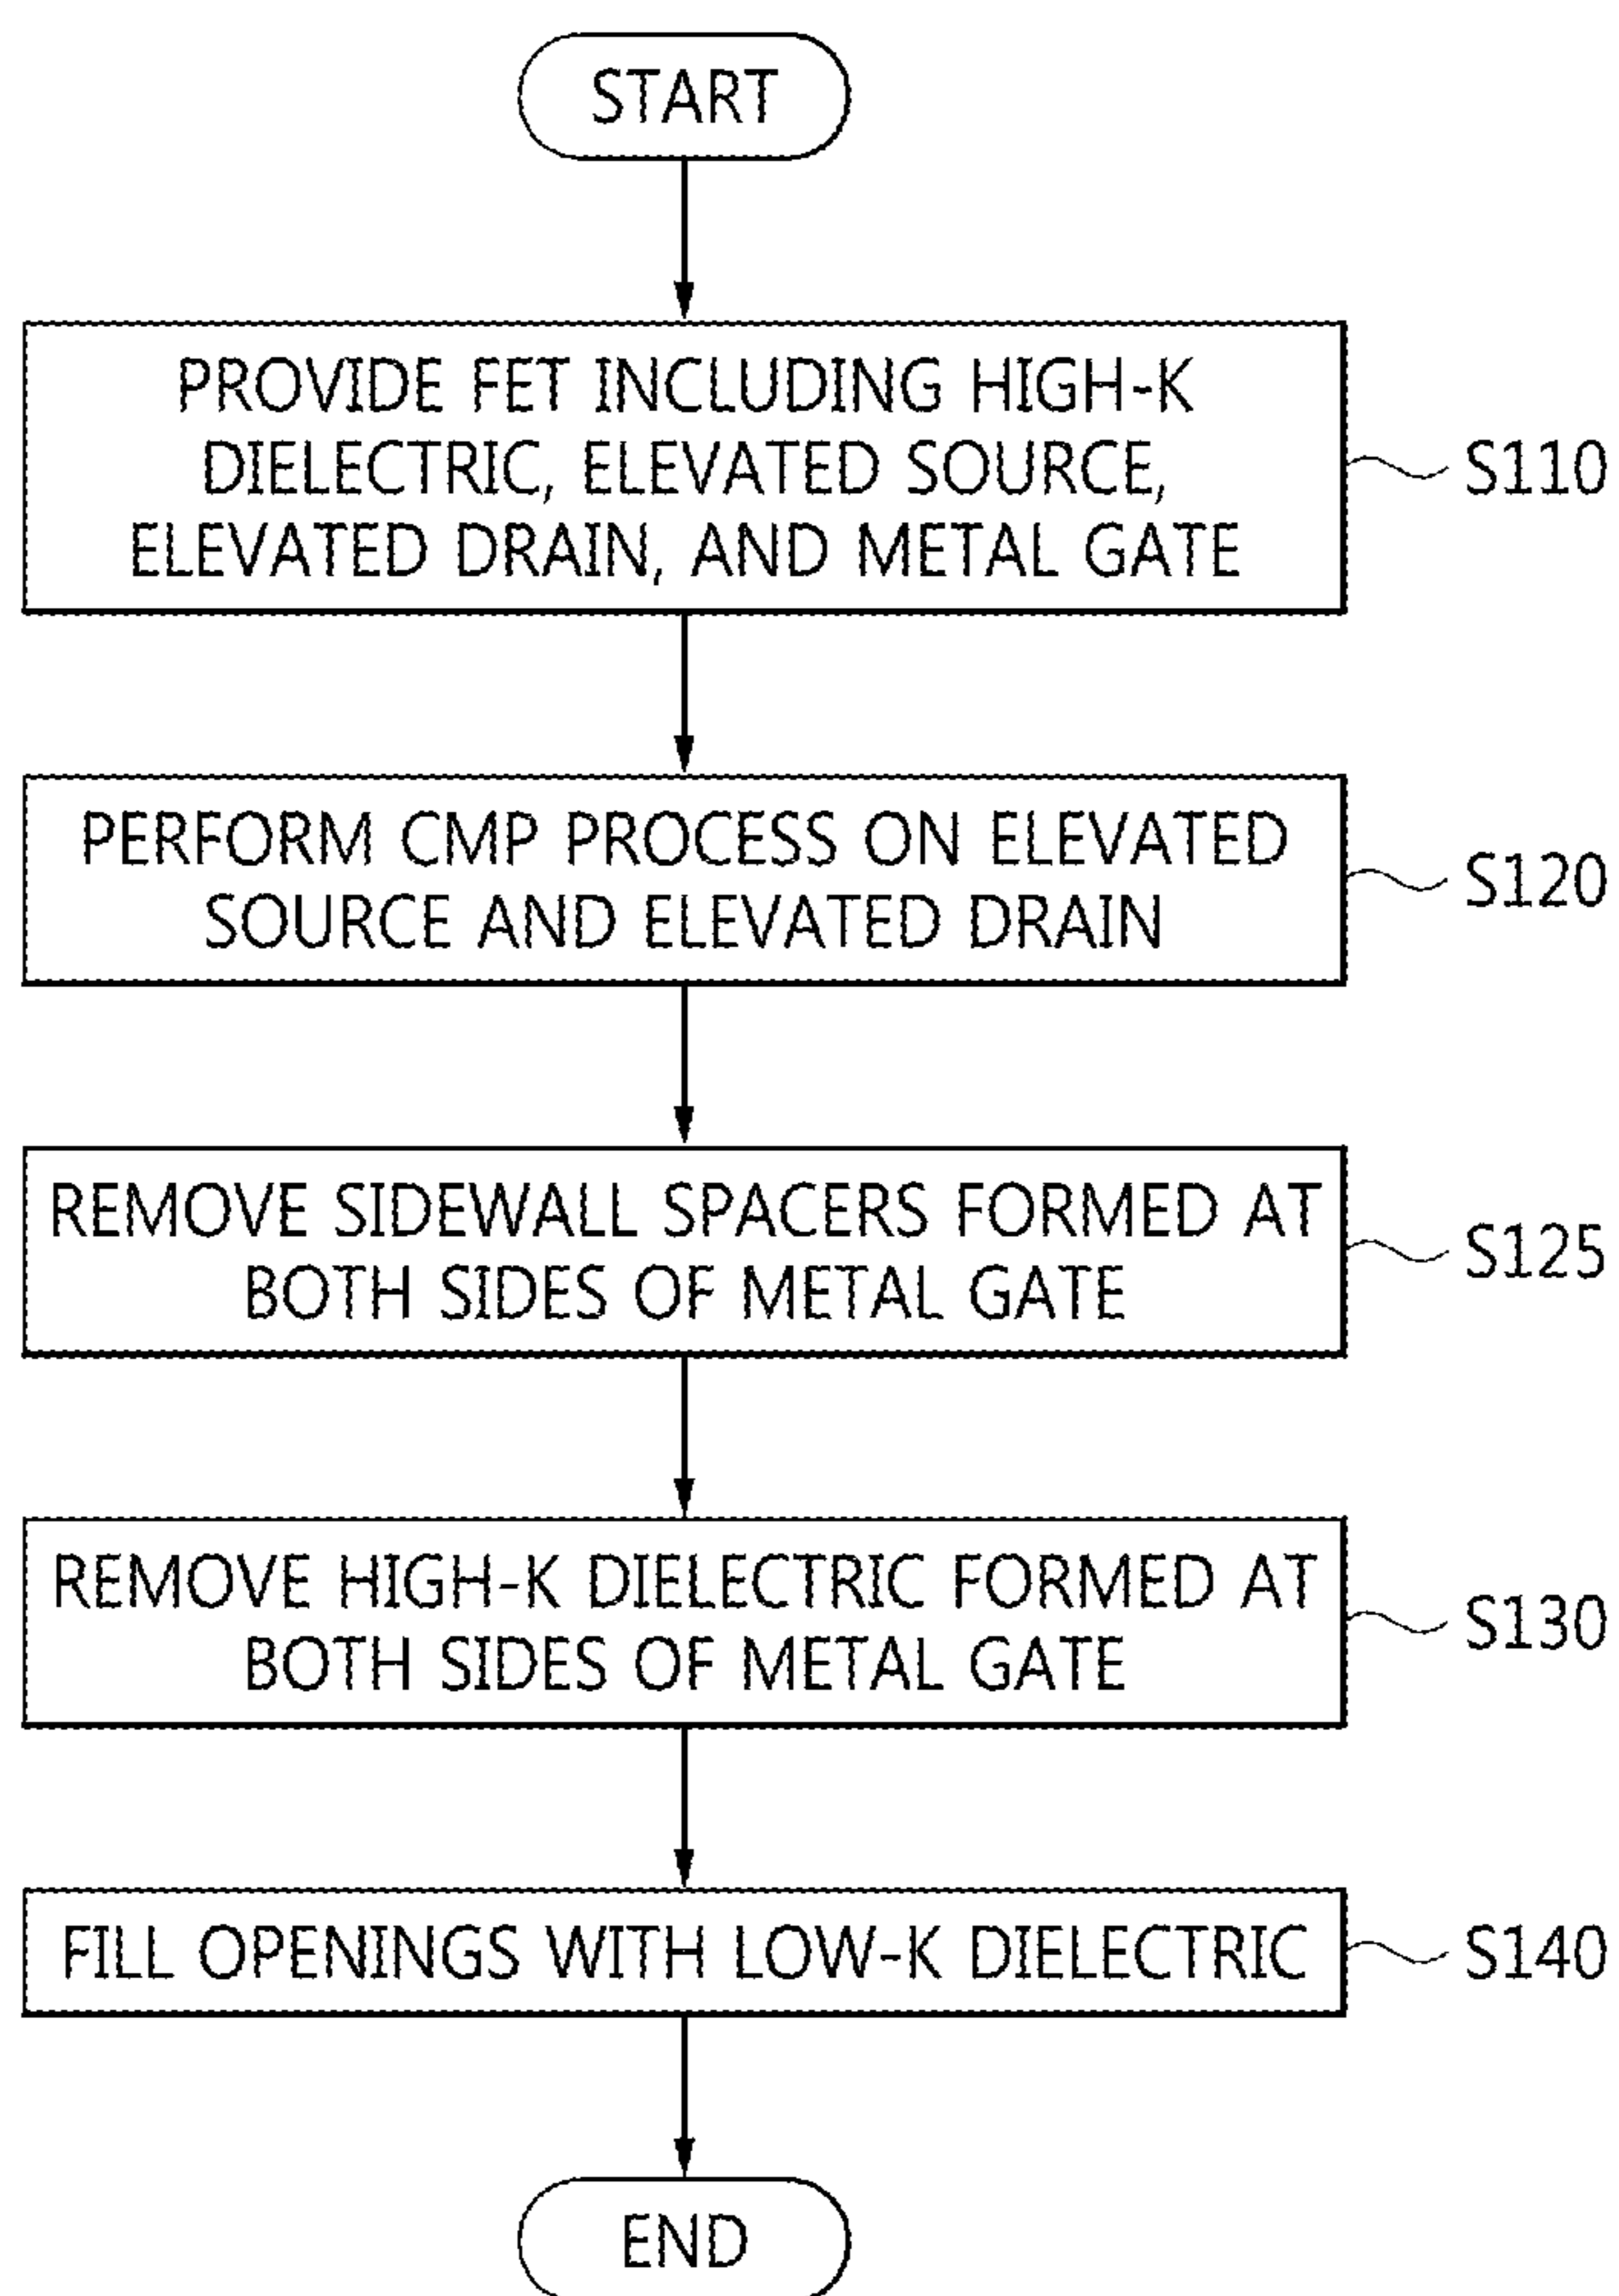 START
PROVIDE FET INCLUDING HIGH-K
DIELECTRIC, ELEVATED SOURCE,
ELEVATED DRAIN, AND METAL GATE
S110
PERFORM CMP PROCESS ON ELEVATED
SOURCE AND ELEVATED DRAIN
S120
REMOVE SIDEWALL SPACERS FORMED AT
BOTH SIDES OF METAL GATE
S125
REMOVE HIGH-K DIELECTRIC FORMED AT
BOTH SIDES OF METAL GATE
S130
FILL OPENINGS WITH LOW-K DIELECTRIC
S140
END